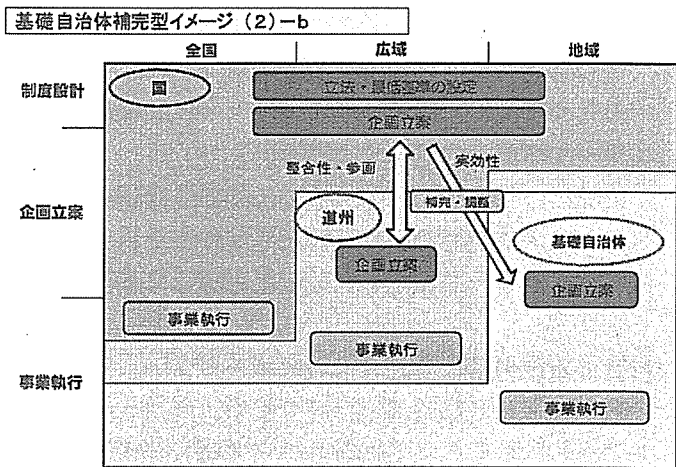 基礎自治体補完型イメージ（2）－b
全国
広域
地域
制度設計
国
立法・最低基準の設定
企画立案
整合性・参画
実効性
企画立案
道州
補完・調整
基礎自治体
企画立案
企画立案
事業執行
事業執行
事業執行
事業執行